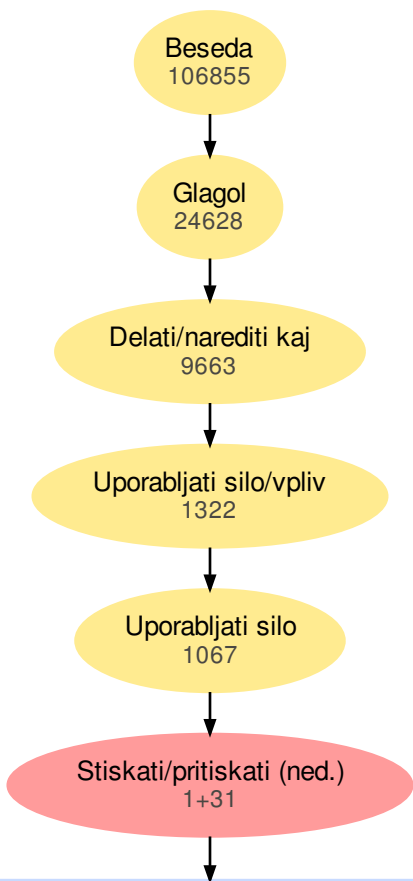 Beseda
106855
Glagol
24628
Delati/narediti kaj
9663
Uporabljati silo/vpliv
1322
Uporabljati silo
1067
Stiskati/pritiskati (ned.)
1+31